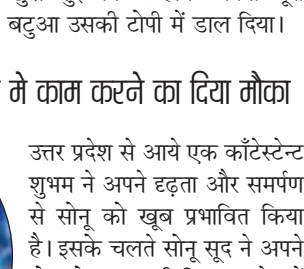 बटुआ उसकी टोपी में डाल दिया।
मे काम करने का दिया मौका
उत्तर प्रदेश से आये एक कॉंटेस्टेन्ट
शुभम ने अपने दृढ़ता और समर्पण
से सोनू को खूब प्रभावित किया
है। इसके चलते सोनू सूद ने अपने